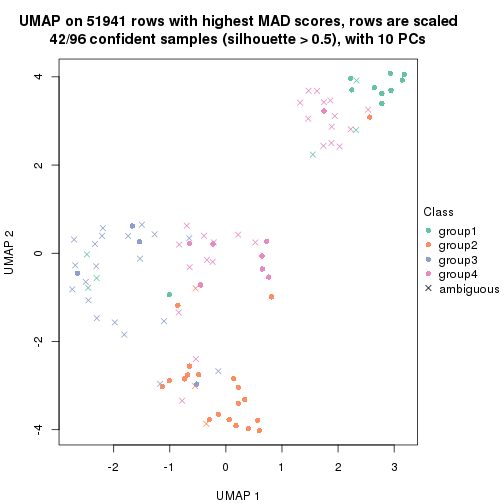 UMAP on 51941 rows with highest MAD scores, rows are scaled
42/96 confident samples (silhouette > 0.5), with 10 PCs
4
2
0
-2
-4
UMAP 2
-2
-1
0
1
2
3
UMAP 1
Class
group1
group2
group3
group4
ambiguous